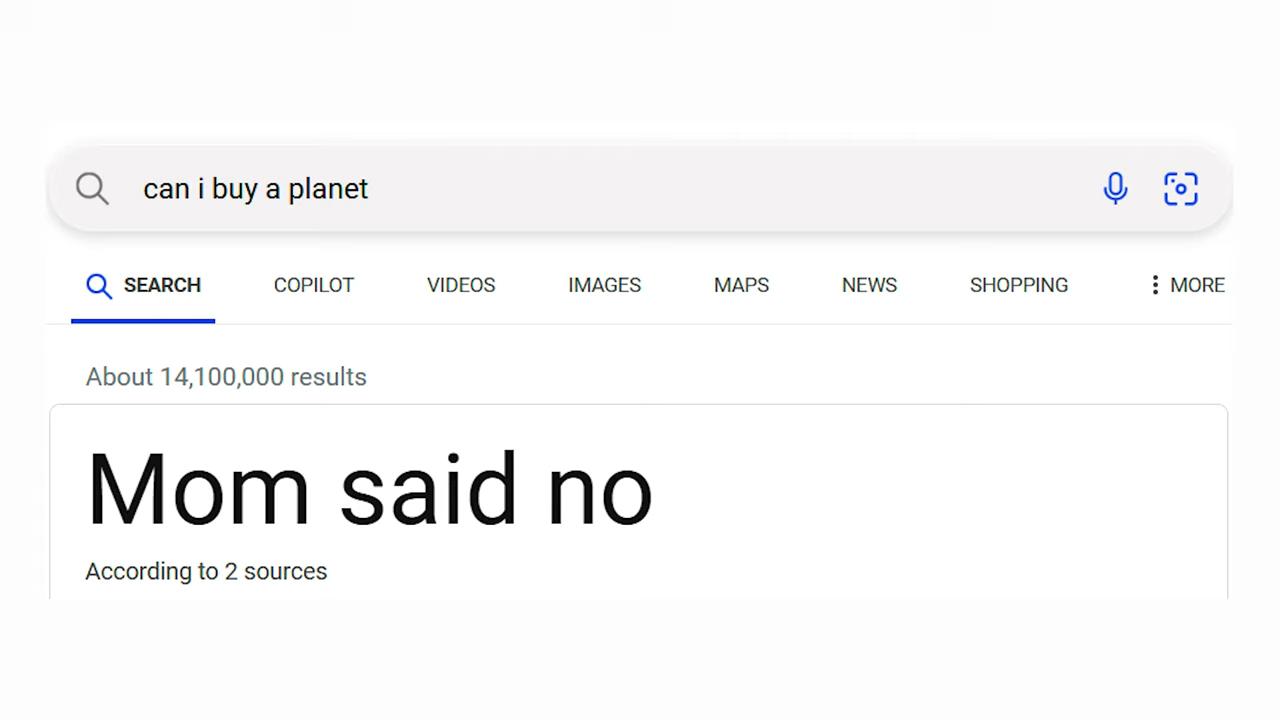 can i buy a planet
SEARCH COPILOT VIDEOS IMAGES MAPS NEWS SHOPPING MORE
About 14,100,000 results
Mom said no
According to 2 sources